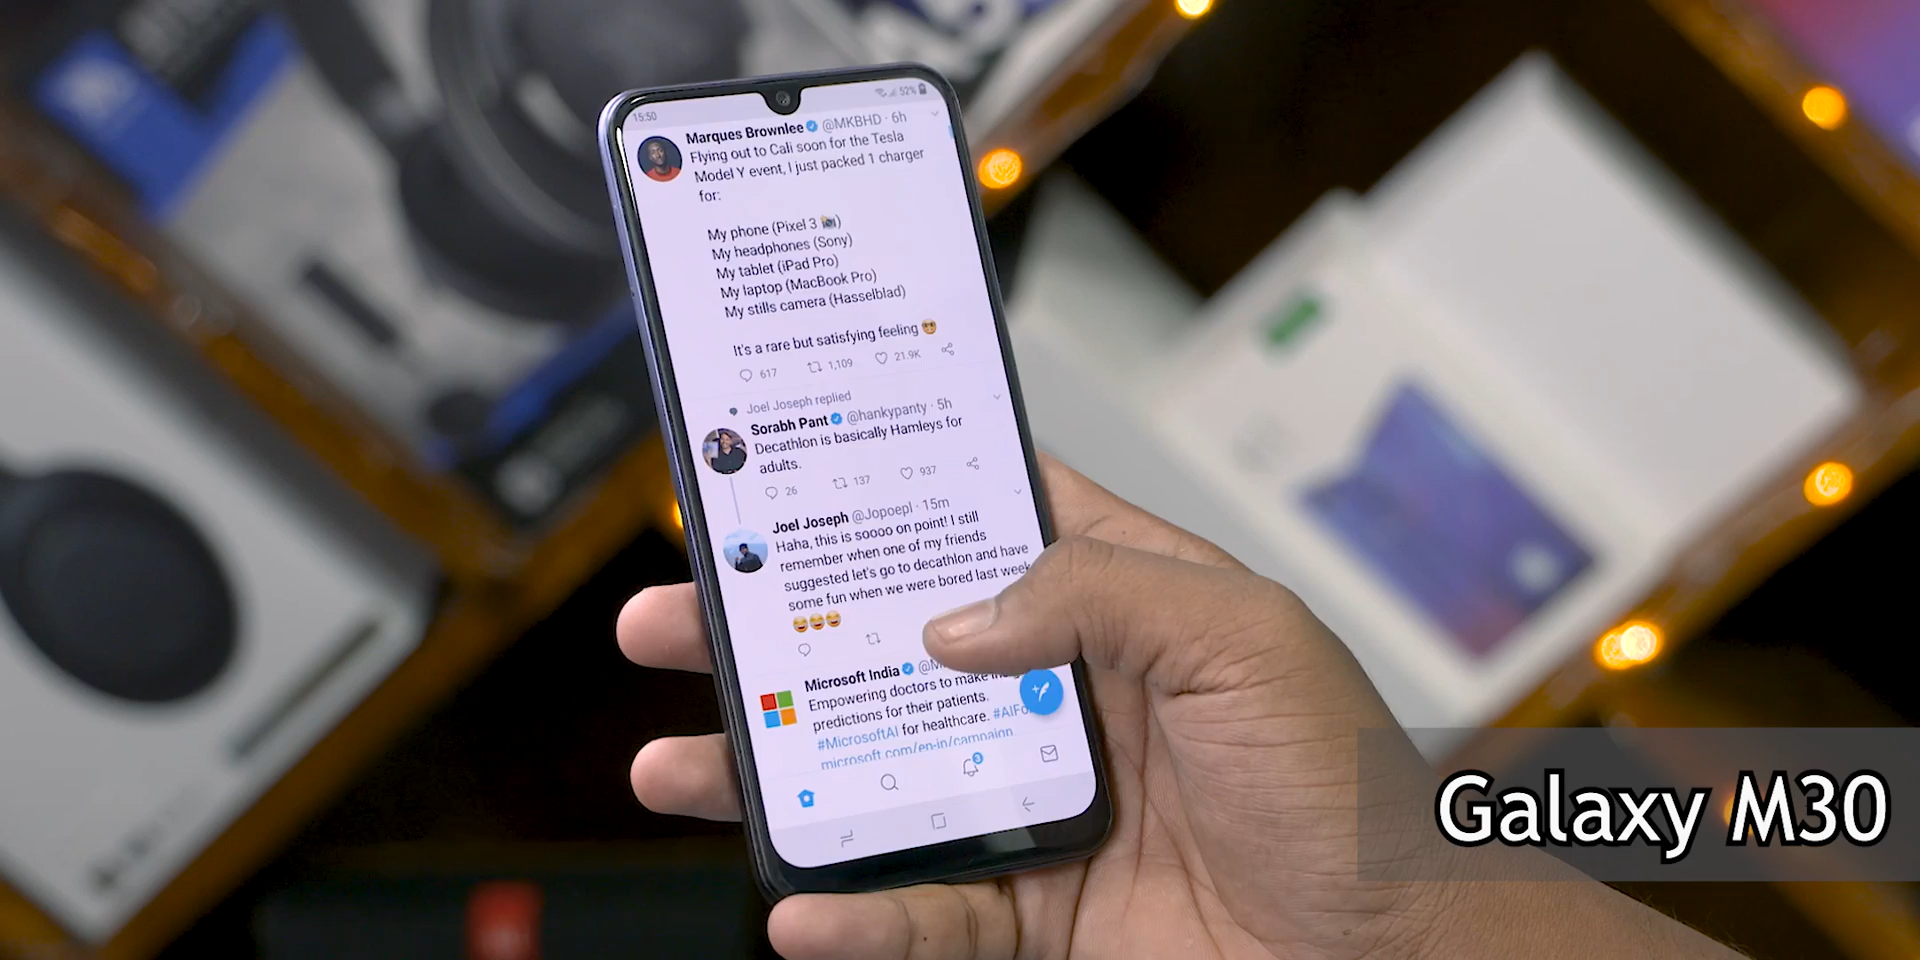 15:50
52%
Marques Brownlee @MKBHD · 6h
Flying out to Cali soon for the Tesla
Model Y event, I just packed 1 charger
for:
My phone (Pixel 3 📸)
My headphones (Sony)
My tablet (iPad Pro)
My laptop (MacBook Pro)
My stills camera (Hasselblad)
It's a rare but satisfying feeling
617 1,109 21.9K
Joel Joseph replied
Sorabh Pant @hankypanty · 5h
Decathlon is basically Hamleys for
adults.
26 137 937
Joel Joseph @Jopoepl · 15m
Haha, this is soooo on point! I still
remember when one of my friends
suggested let's go to decathlon and have
some fun when we were bored last week
😂😂😂
Microsoft India
Empowering doctors to make
predictions for their patients.
#MicrosoftAI for healthcare.
microsoft.com/en-in/campaign
3
Galaxy M30